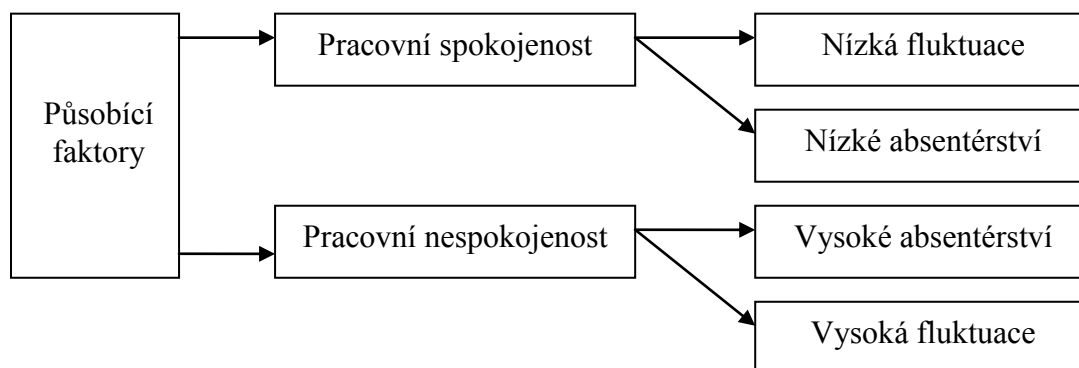 Působící
faktory
Pracovní spokojenost
Nízká fluktuace
Nízké absentérství
Pracovní nespokojenost
Vysoké absentérství
Vysoká fluktuace